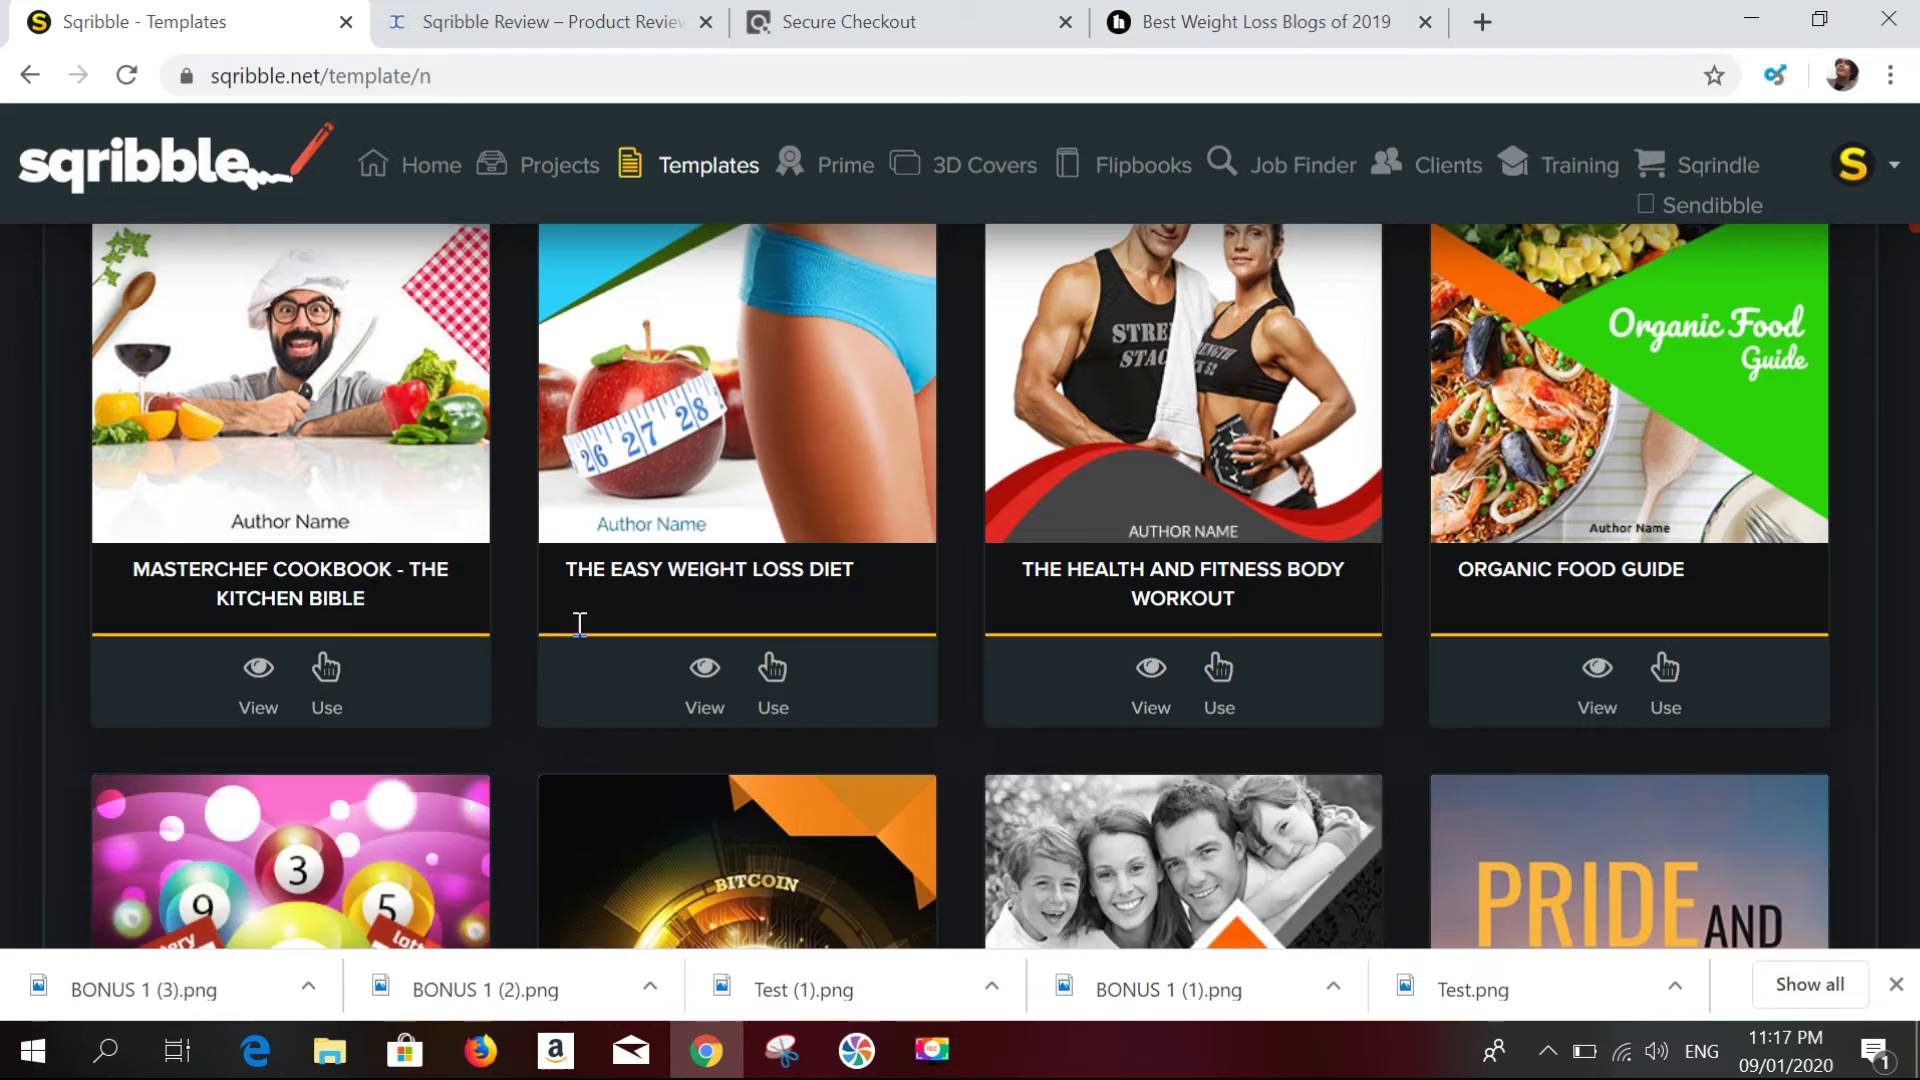 Sqribble - Templates
Sqribble Review – Product Review
Secure Checkout
Best Weight Loss Blogs of 2019
sqribble.net/template/n
sqribble
Home
Projects
Templates
Prime
3D Covers
Flipbooks
Job Finder
Clients
Training
Sqrindle
Sendibble
S
Author Name
26 27 28
Author Name
STRE
STAC
AUTHOR NAME
Organic Food
Guide
Author Name
MASTERCHEF COOKBOOK - THE
KITCHEN BIBLE
THE EASY WEIGHT LOSS DIET
THE HEALTH AND FITNESS BODY
WORKOUT
ORGANIC FOOD GUIDE
View
Use
View
Use
View
Use
View
Use
3
9
5
BITCOIN
PRIDE AND
BONUS 1 (3).png
BONUS 1 (2).png
Test (1).png
BONUS 1 (1).png
Test.png
Show all
ENG
11:17 PM
09/01/2020
1